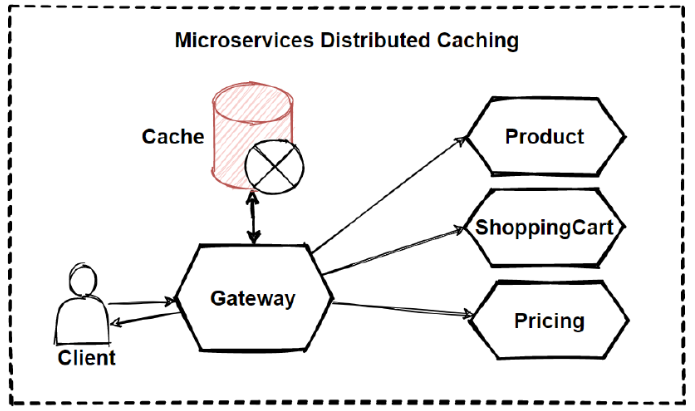 Microservices Distributed Caching
Cache
Product
ShoppingCart
Gateway
Pricing
Client